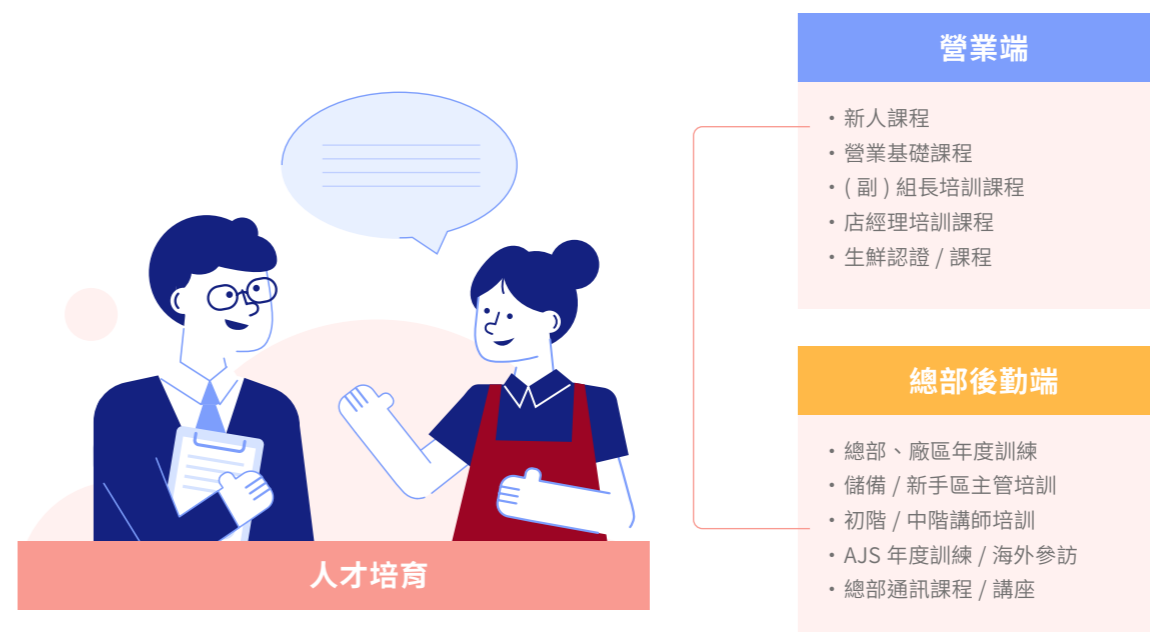 營業端
・新人課程
・營業基礎課程
・( 副 ) 組長培訓課程
・店經理培訓課程
・生鮮認證 / 課程
總部後勤端
・總部、廠區年度訓練
・儲備 / 新手區主管培訓
・初階 / 中階講師培訓
・AJS 年度訓練 / 海外參訪
・總部通訊課程 / 講座
人才培育